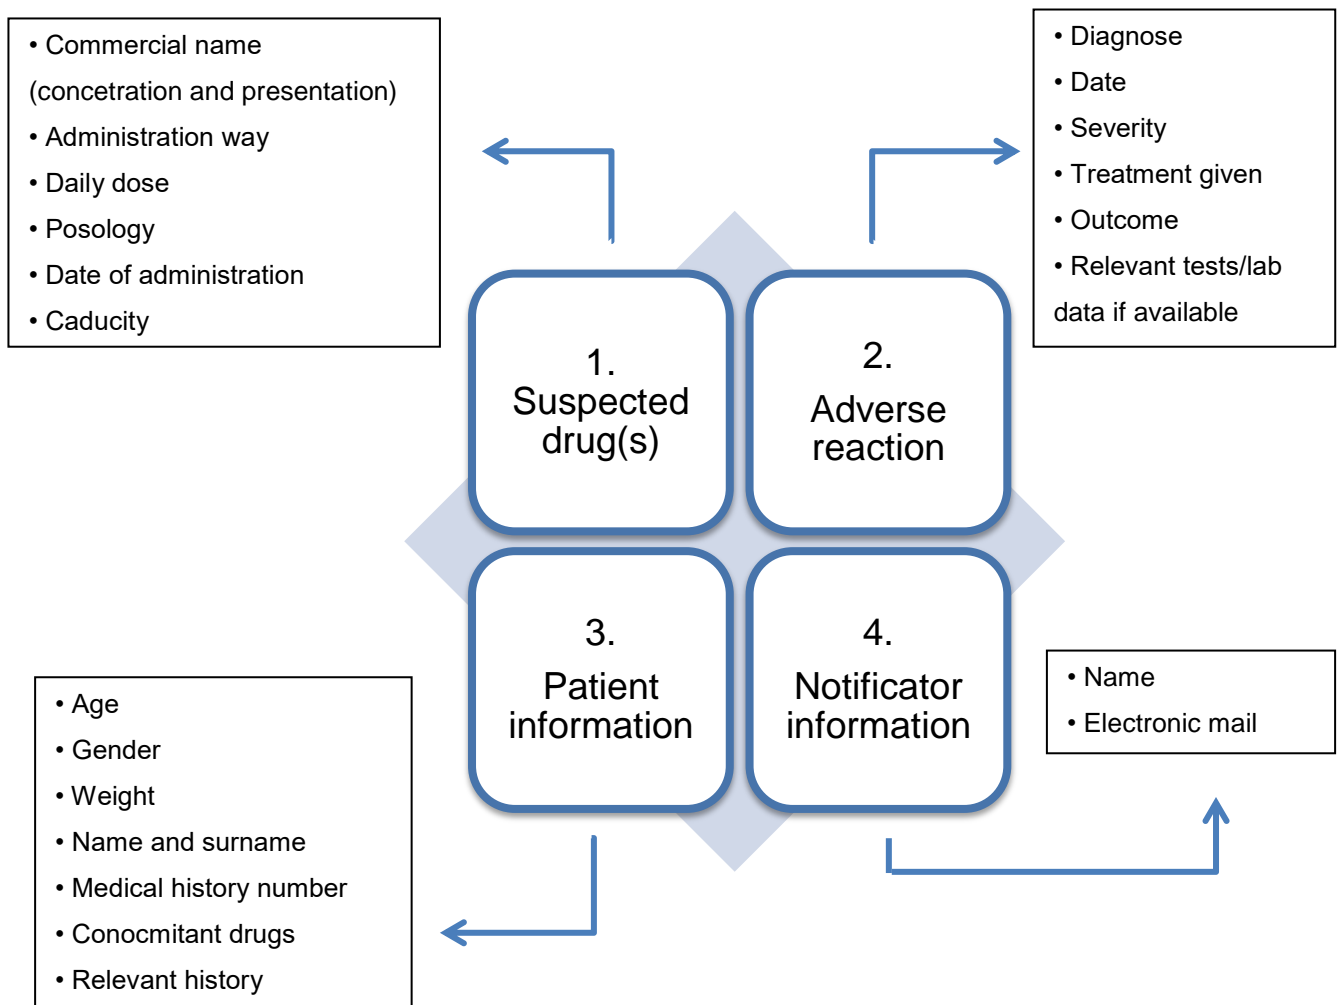 • Commercial name
(concetration and presentation)
• Administration way
• Daily dose
• Posology
• Date of administration
• Caducity
• Diagnose
• Date
• Severity
• Treatment given
• Outcome
• Relevant tests/lab
data if available
1.
Suspected
drug(s)
2.
Adverse
reaction
3.
Patient
information
4.
Notificator
information
• Age
• Gender
• Weight
• Name and surname
• Medical history number
• Conocmitant drugs
• Relevant history
• Name
• Electronic mail